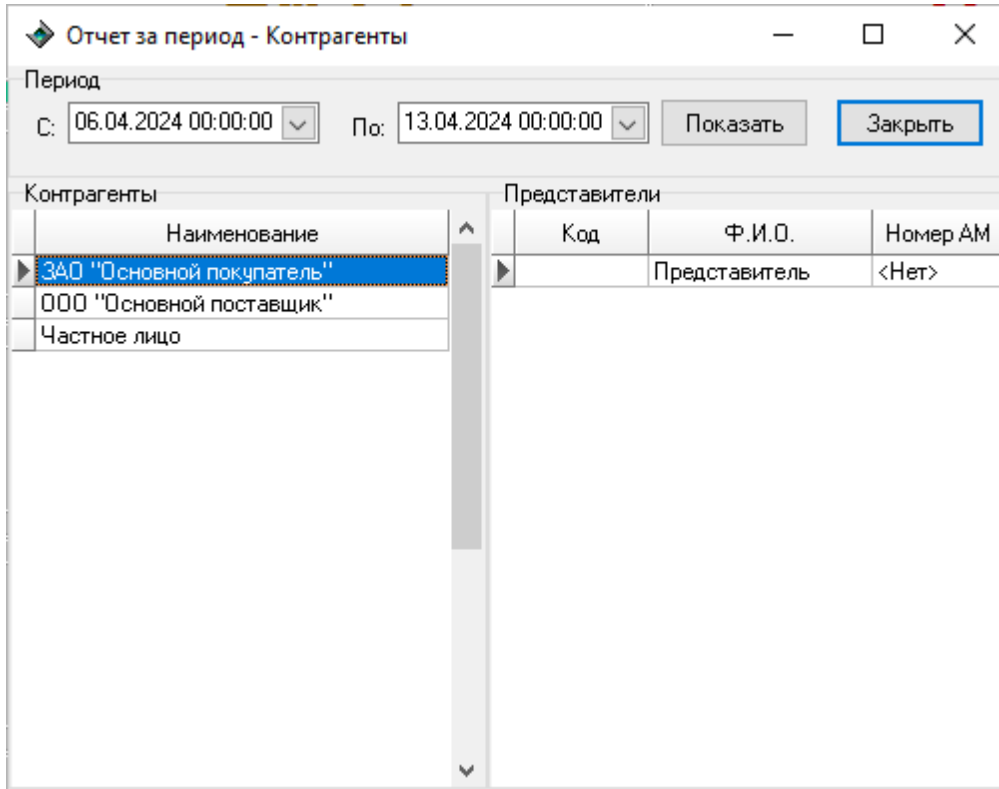 Отчет за период - Контрагенты
Период
С: 06.04.2024 00:00:00 По: 13.04.2024 00:00:00 Показать Закрыть
Контрагенты Представители
Наименование Код Ф.И.О. Номер АМ
ЗАО "Основной покупатель" Представитель <Нет>
ООО "Основной поставщик"
Частное лицо